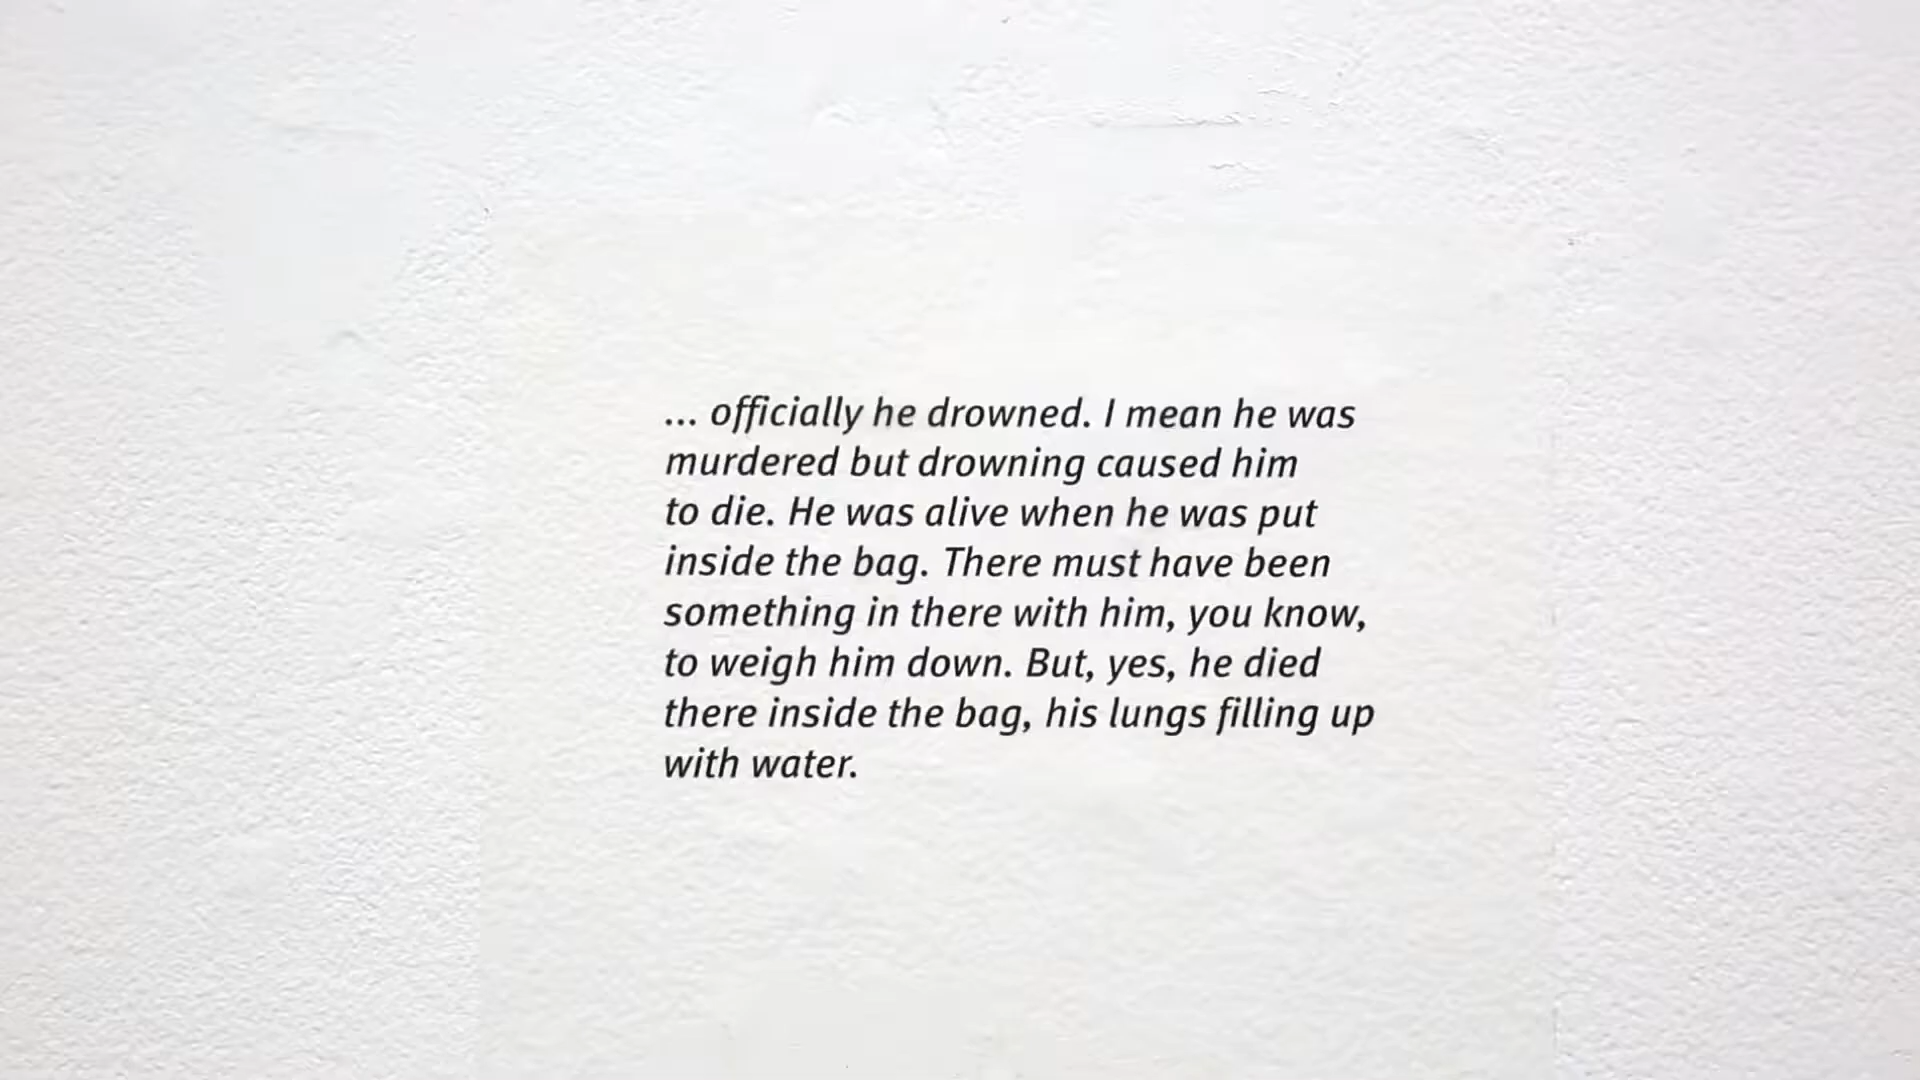 ... officially he drowned. I mean he was
murdered but drowning caused him
to die. He was alive when he was put
inside the bag. There must have been
something in there with him, you know,
to weigh him down. But, yes, he died
there inside the bag, his lungs filling up
with water.